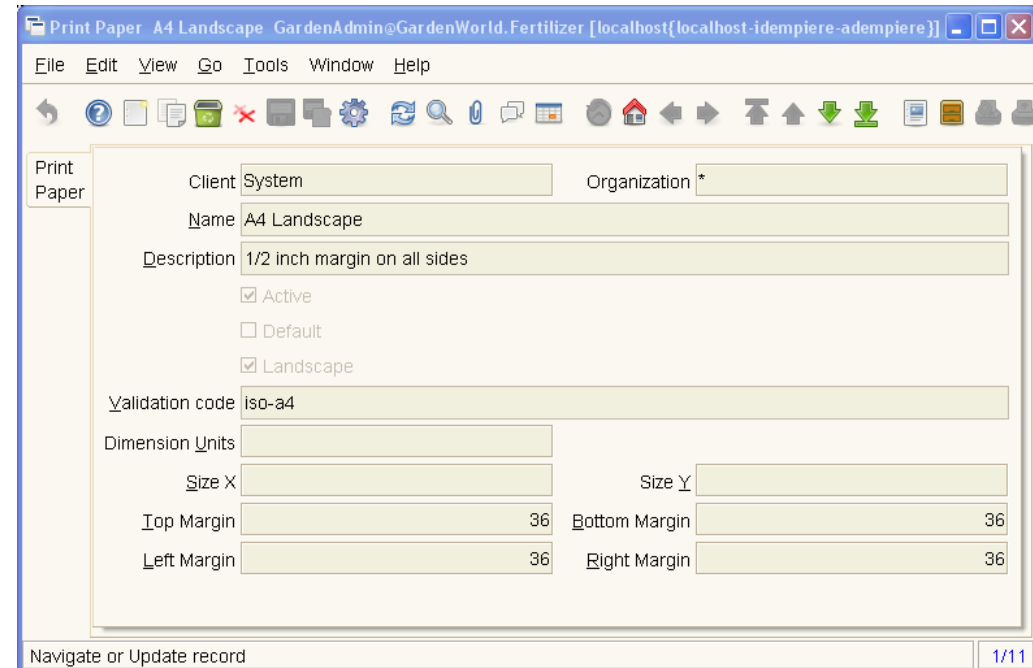 Print Paper A4 Landscape GardenAdmin@GardenWorld.Fertilizer [localhost{localhost-idempiere-adempiere}]
File Edit View Go Tools Window Help
Print
Paper
Client System Organization *
Name A4 Landscape
Description 1/2 inch margin on all sides
Active
Default
Landscape
Validation code iso-a4
Dimension Units
Size X Size Y
Top Margin 36 Bottom Margin 36
Left Margin 36 Right Margin 36
Navigate or Update record 1/11